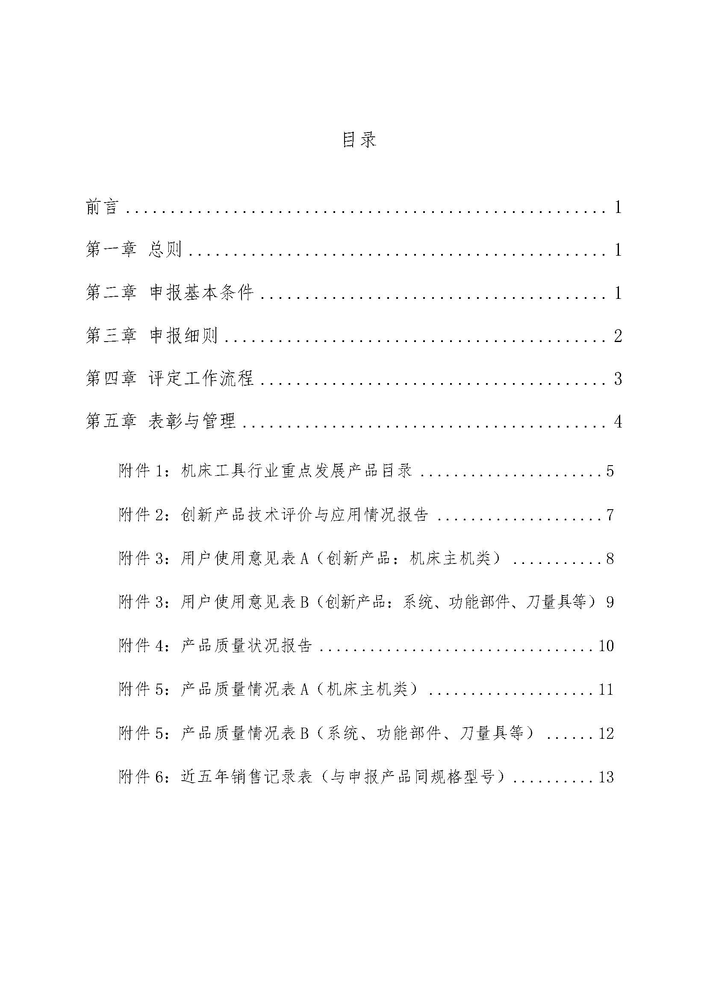 目录
前言 ..................................................... 1
第一章 总则 .............................................. 1
第二章 申报基本条件 ...................................... 1
第三章 申报细则 .......................................... 2
第四章 评定工作流程 ...................................... 3
第五章 表彰与管理 ........................................ 4
附件 1：机床工具行业重点发展产品目录 ...................... 5
附件 2：创新产品技术评价与应用情况报告 .................... 7
附件 3：用户使用意见表 A（创新产品：机床主机类） ........... 8
附件 3：用户使用意见表 B（创新产品：系统、功能部件、刀量具等） 9
附件 4：产品质量状况报告 ................................. 10
附件 5：产品质量情况表 A（机床主机类） .................... 11
附件 5：产品质量情况表 B（系统、功能部件、刀量具等） ...... 12
附件 6：近五年销售记录表（与申报产品同规格型号） .......... 13